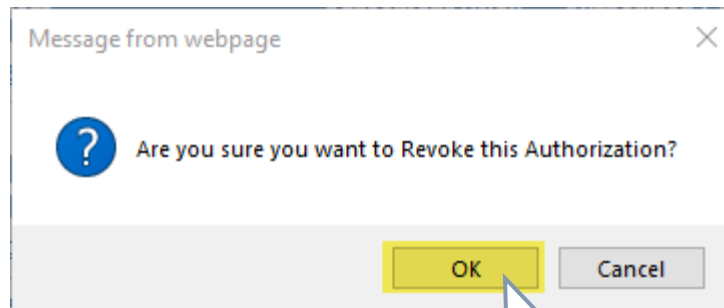 Message from webpage
Are you sure you want to Revoke this Authorization?
OK
Cancel